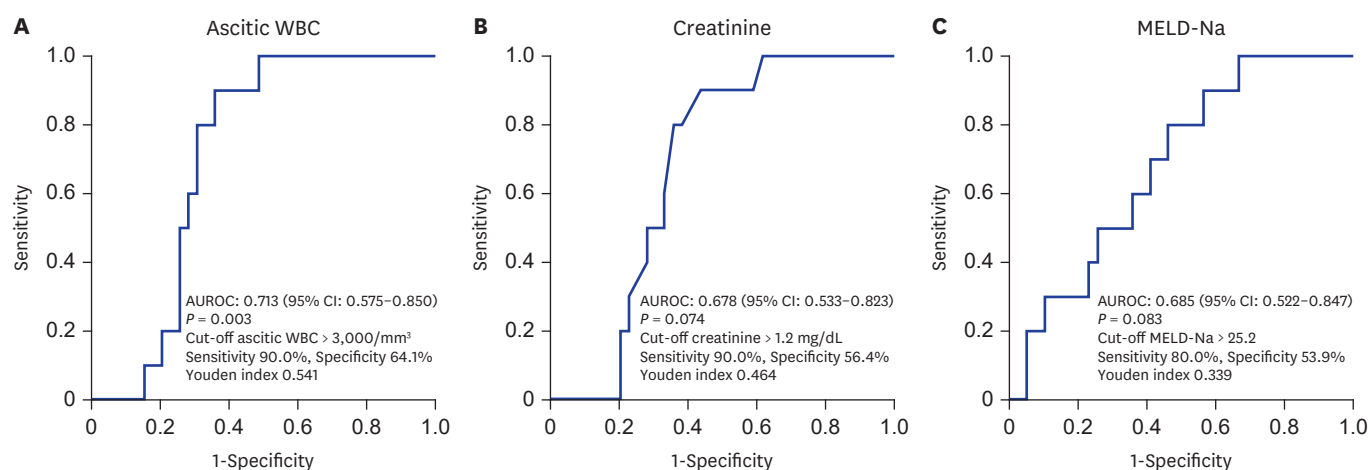 A
Ascitic WBC
Sensitivity
1.0
0.8
0.6
0.4
0.2
0
AUROC: 0.713 (95% CI: 0.575–0.850)
P = 0.003
Cut-off ascitic WBC > 3,000/mm³
Sensitivity 90.0%, Specificity 64.1%
Youden index 0.541
0 0.2 0.4 0.6 0.8 1.0
1-Specificity
B
Creatinine
Sensitivity
1.0
0.8
0.6
0.4
0.2
0
AUROC: 0.678 (95% CI: 0.533–0.823)
P = 0.074
Cut-off creatinine > 1.2 mg/dL
Sensitivity 90.0%, Specificity 56.4%
Youden index 0.464
0 0.2 0.4 0.6 0.8 1.0
1-Specificity
C
MELD-Na
Sensitivity
1.0
0.8
0.6
0.4
0.2
0
AUROC: 0.685 (95% CI: 0.522–0.847)
P = 0.083
Cut-off MELD-Na > 25.2
Sensitivity 80.0%, Specificity 53.9%
Youden index 0.339
0 0.2 0.4 0.6 0.8 1.0
1-Specificity